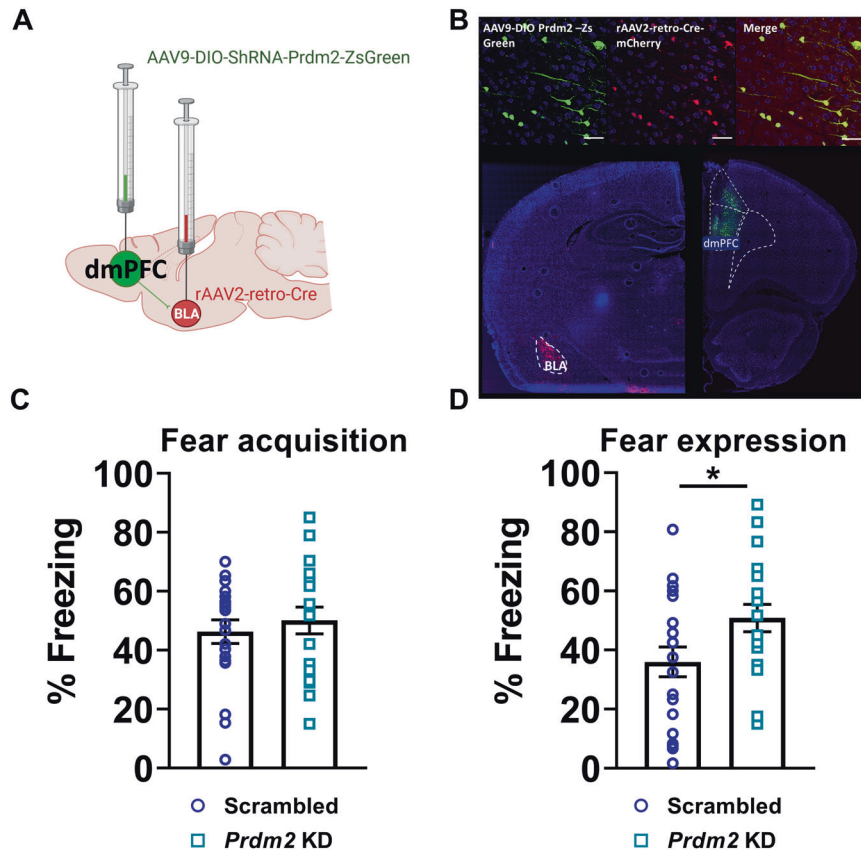 A
AAV9-DIO-ShRNA-Prdm2-ZsGreen
dmPFC
rAAV2-retro-Cre
BLA
B
AAV9-DIO Prdm2 –Zs
Green
rAAV2-retro-Cre-
mCherry
Merge
dmPFC
BLA
C
Fear acquisition
% Freezing
100
80
60
40
20
0
Scrambled
Prdm2 KD
D
Fear expression
*
% Freezing
100
80
60
40
20
0
Scrambled
Prdm2 KD